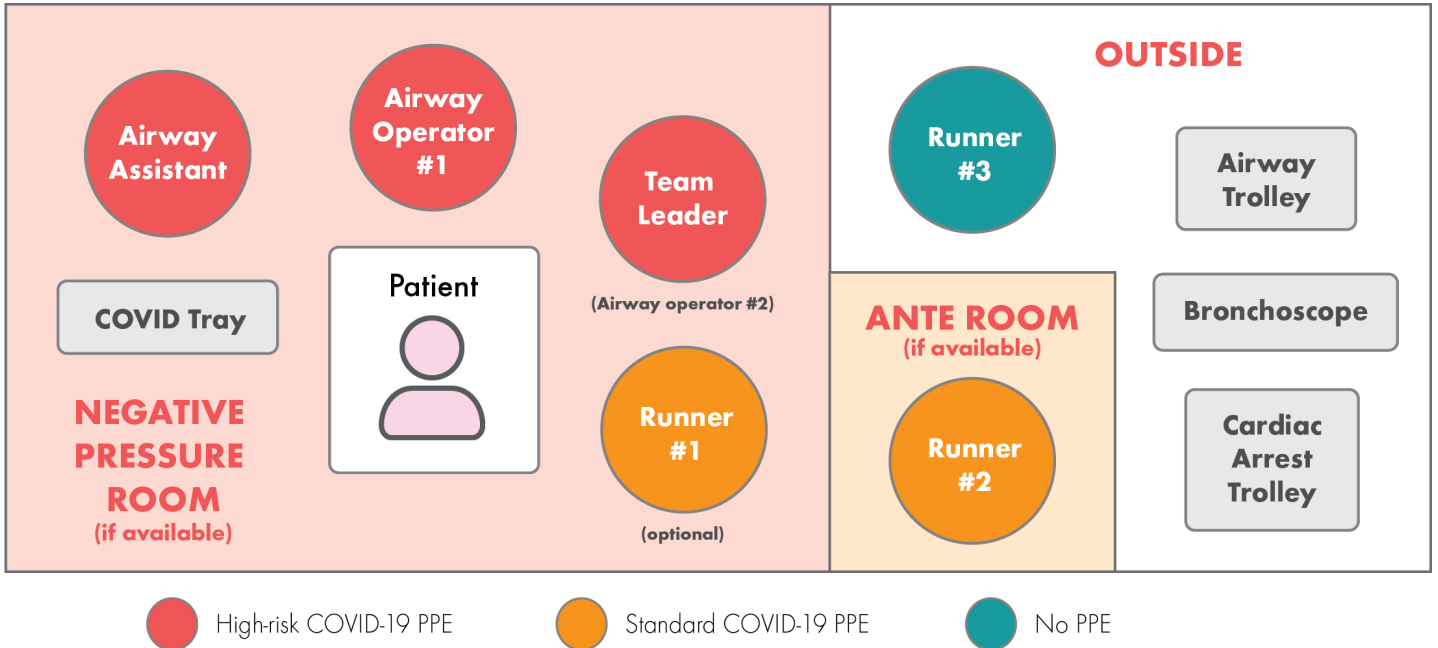 Airway
Assistant
Airway
Operator
#1
Team
Leader
(Airway operator #2)
Patient
COVID Tray
NEGATIVE
PRESSURE
ROOM
(if available)
Runner
#1
(optional)
OUTSIDE
Runner
#3
Airway
Trolley
ANTE ROOM
(if available)
Runner
#2
Bronchoscope
Cardiac
Arrest
Trolley
High-risk COVID-19 PPE
Standard COVID-19 PPE
No PPE